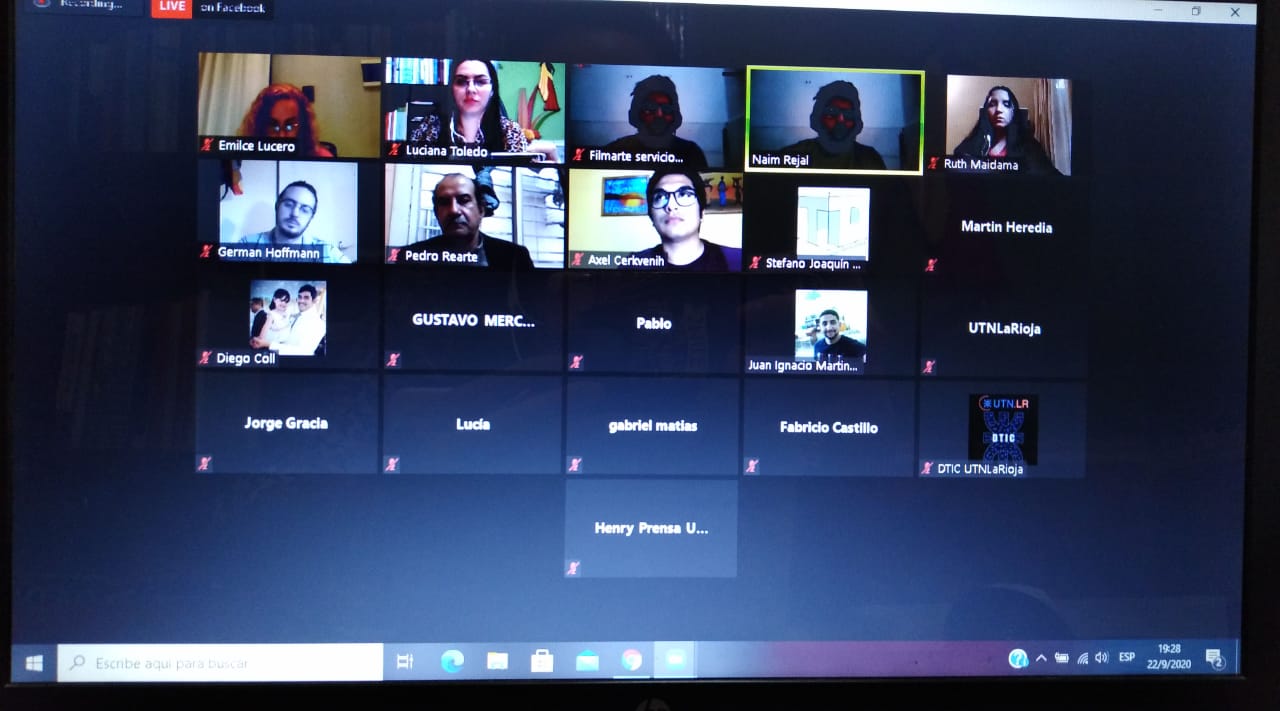 Recording...
LIVE on Facebook
Emilce Lucero
Luciana Toledo
Filmarte servicio...
Naim Rejal
Ruth Maidama
German Hoffmann
Pedro Rearte
Axel Cerkvenih
Stefano Joaquín ...
Martin Heredia
Diego Coll
GUSTAVO MERC...
Pablo
Juan Ignacio Martin...
UTNLaRioja
Jorge Gracia
Lucía
gabriel matias
Fabricio Castillo
UTN.LR
DTIC
DTIC UTNLaRioja
Henry Prensa U...
Escribe aquí para buscar
ESP
19:28
22/9/2020
2